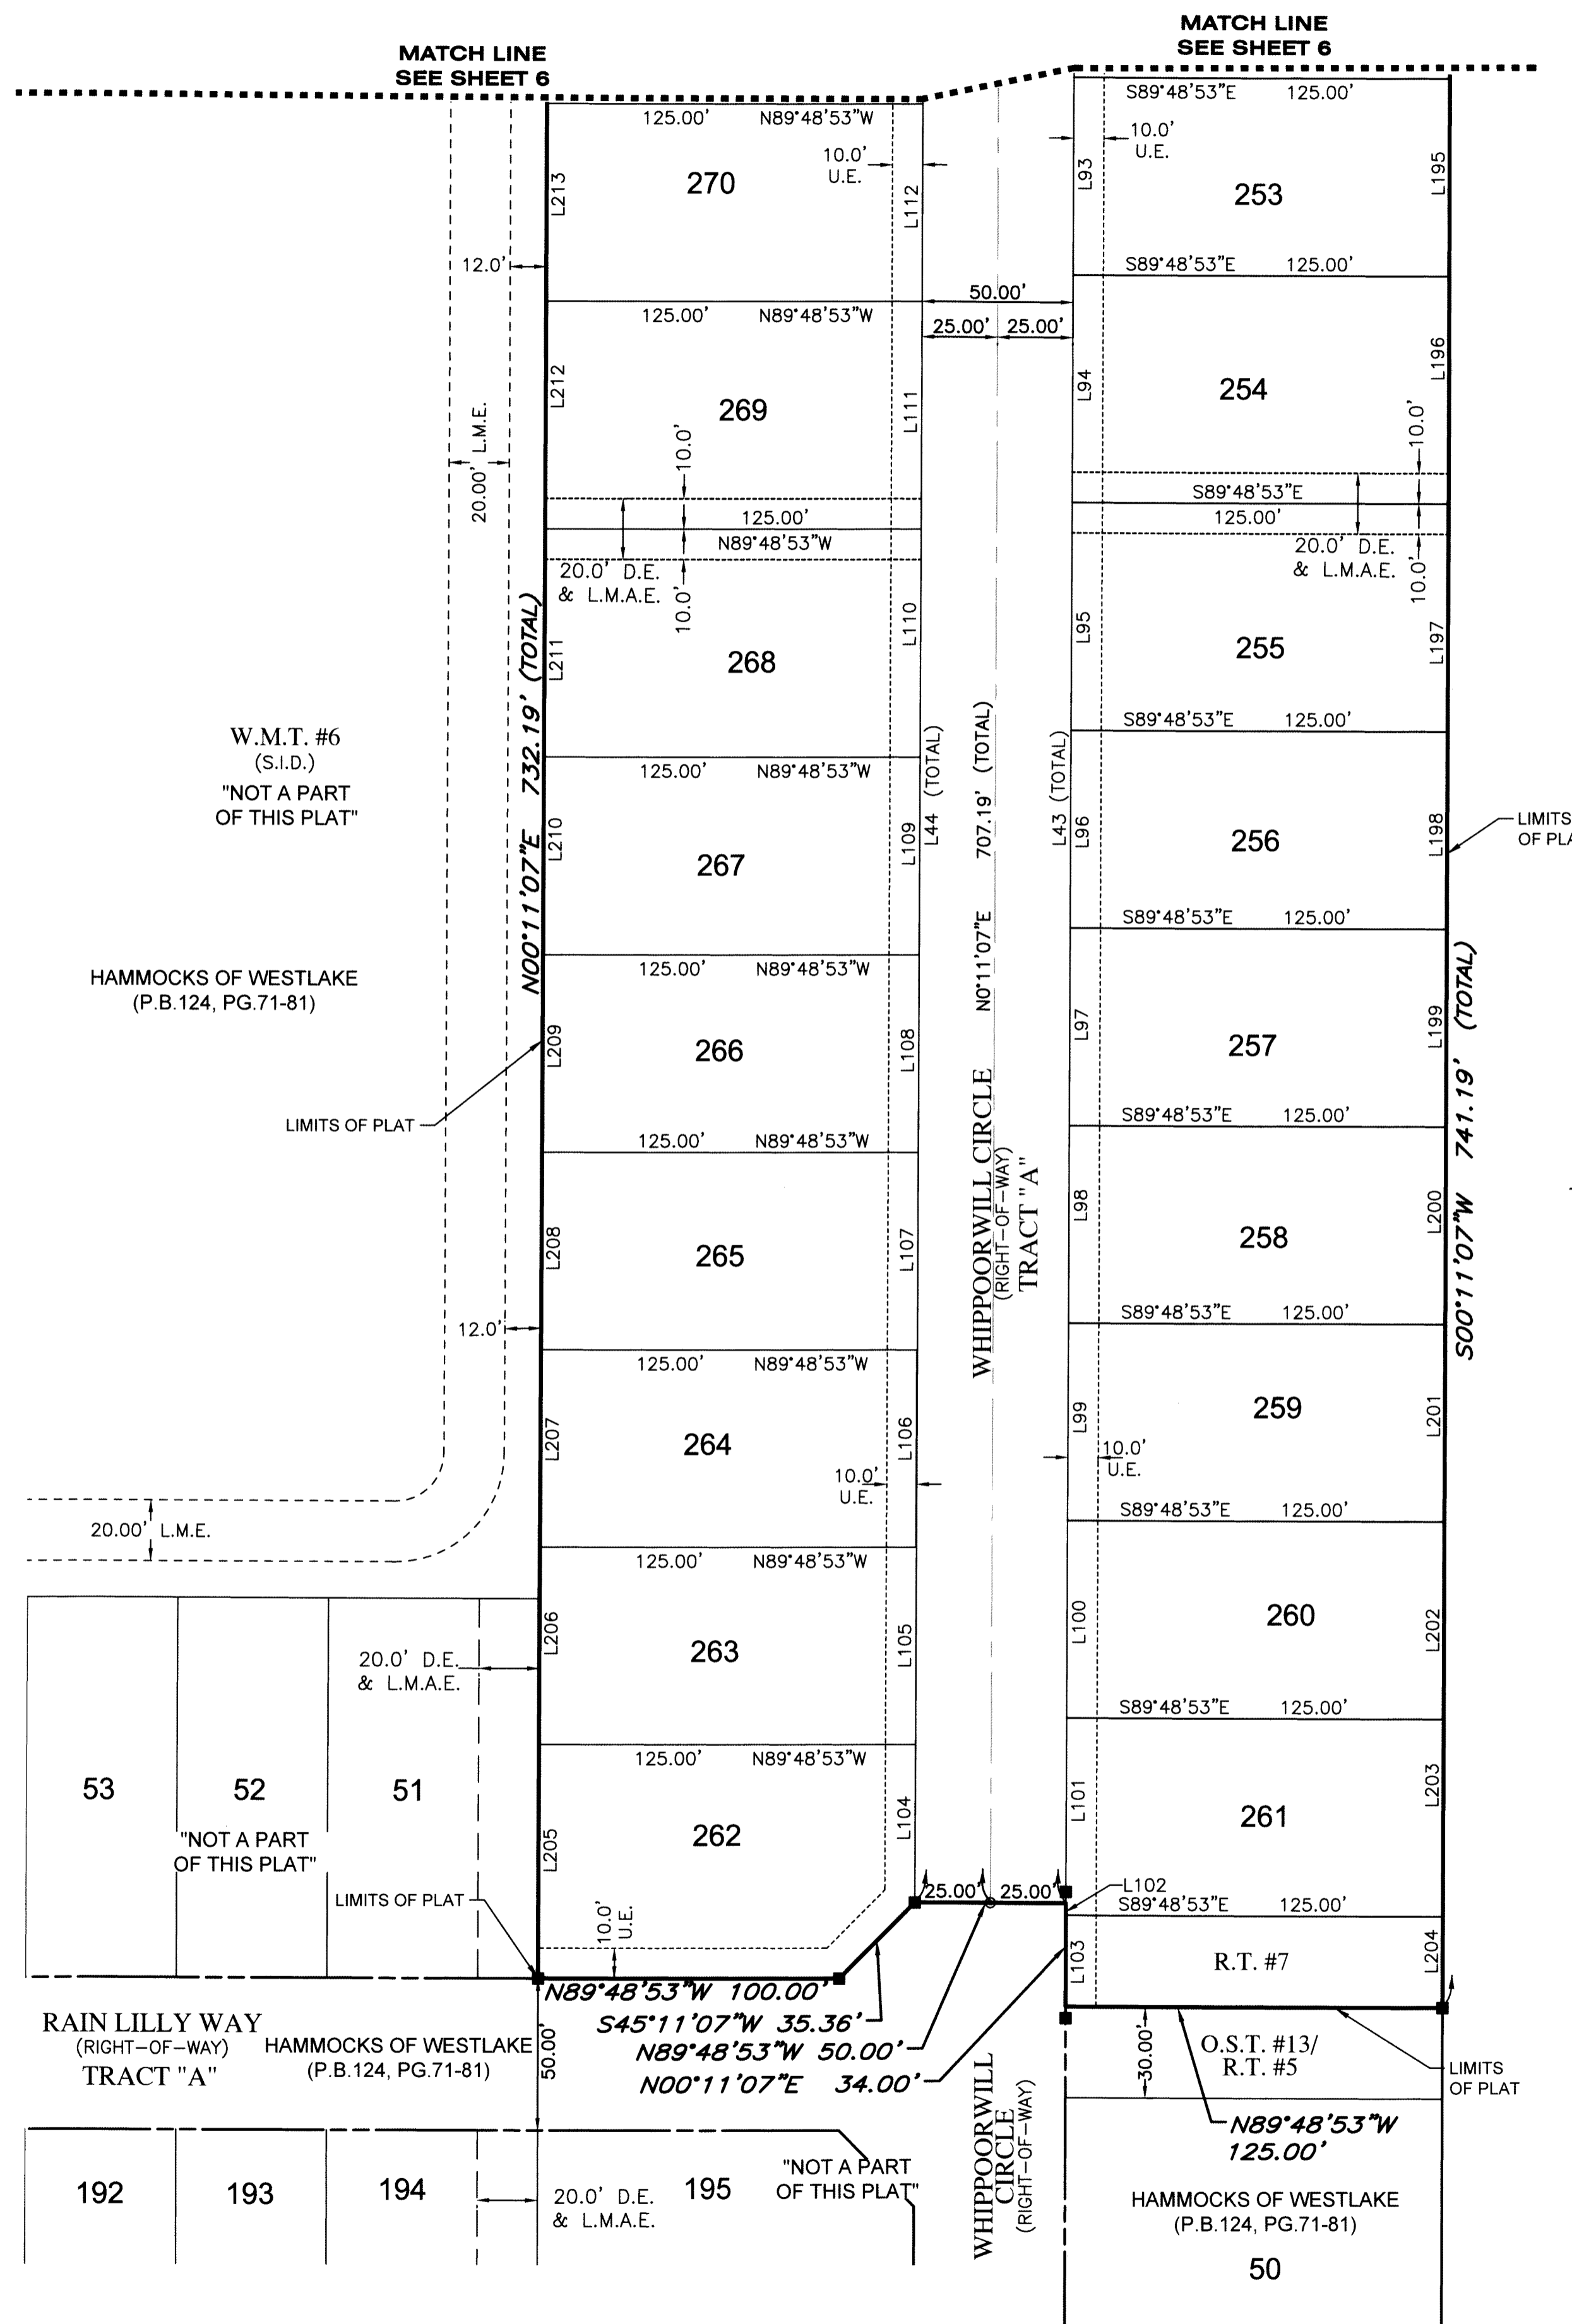 MATCH LINE
SEE SHEET 6
MATCH LINE
SEE SHEET 6
125.00' N89°48'53"W
S89°48'53"E 125.00'
10.0'
U.E.
10.0'
U.E.
L213
270
L112
L93
253
L195
12.0'
S89°48'53"E 125.00'
50.00'
125.00' N89°48'53"W
25.00' 25.00'
L212
269
L111
L94
254
L196
20.00' L.M.E.
10.0'
10.0'
S89°48'53"E
125.00'
125.00'
N89°48'53"W
20.0' D.E.
& L.M.A.E.
10.0'
20.0' D.E.
& L.M.A.E.
10.0'
L211
268
L110
L95
255
L197
N00°11'07"E 732.19' (TOTAL)
W.M.T. #6
(S.I.D.)
"NOT A PART
OF THIS PLAT"
S89°48'53"E 125.00'
125.00' N89°48'53"W
L210
267
L109
L44 (TOTAL)
N0°11'07"E 707.19' (TOTAL)
L43 (TOTAL)
L96
256
L198
LIMITS
S89°48'53"E 125.00'
125.00' N89°48'53"W
HAMMOCKS OF WESTLAKE
(P.B.124, PG.71-81)
L209
266
L108
L97
257
L199
S00°11'07"W 741.19' (TOTAL)
LIMITS OF PLAT
S89°48'53"E 125.00'
125.00' N89°48'53"W
WHIPPOORWILL CIRCLE
(RIGHT-OF-WAY)
TRACT "A"
L208
265
L107
L98
258
L200
12.0'
S89°48'53"E 125.00'
125.00' N89°48'53"W
L207
264
L106
L99
259
L201
10.0'
U.E.
10.0'
U.E.
S89°48'53"E 125.00'
20.00' L.M.E.
125.00' N89°48'53"W
L206
263
L105
L100
260
L202
20.0' D.E.
& L.M.A.E.
S89°48'53"E 125.00'
125.00' N89°48'53"W
53
52
51
"NOT A PART
OF THIS PLAT"
L205
262
L104
L101
261
L203
LIMITS OF PLAT
25.00' 25.00'
L102
S89°48'53"E 125.00'
10.0'
U.E.
L103
R.T. #7
L204
N89°48'53"W 100.00'
S45°11'07"W 35.36'
N89°48'53"W 50.00'
N00°11'07"E 34.00'
RAIN LILLY WAY
(RIGHT-OF-WAY)
TRACT "A"
HAMMOCKS OF WESTLAKE
(P.B.124, PG.71-81)
50.00'
30.00'
O.S.T. #13/
R.T. #5
LIMITS
OF PLAT
N89°48'53"W
125.00'
WHIPPOORWILL
CIRCLE
(RIGHT-OF-WAY)
192
193
194
20.0' D.E.
& L.M.A.E.
195
"NOT A PART
OF THIS PLAT"
HAMMOCKS OF WESTLAKE
(P.B.124, PG.71-81)
50